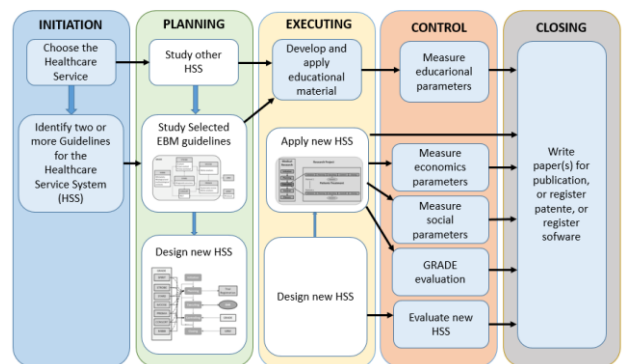 INITIATION
PLANNING
EXECUTING
CONTROL
CLOSING
Choose the
Healthcare
Service
Identify two or
more Guidelines
for the
Healthcare
Service System
(HSS)
Study other
HSS
Study Selected
EBM guidelines
Design new HSS
Develop and
apply
educational
material
Apply new HSS
Design new HSS
Measure
educarional
parameters
Measure
economics
parameters
Measure
social
parameters
GRADE
evaluation
Evaluate new
HSS
Write
paper(s) for
publication,
or register
patente, or
register
sofware